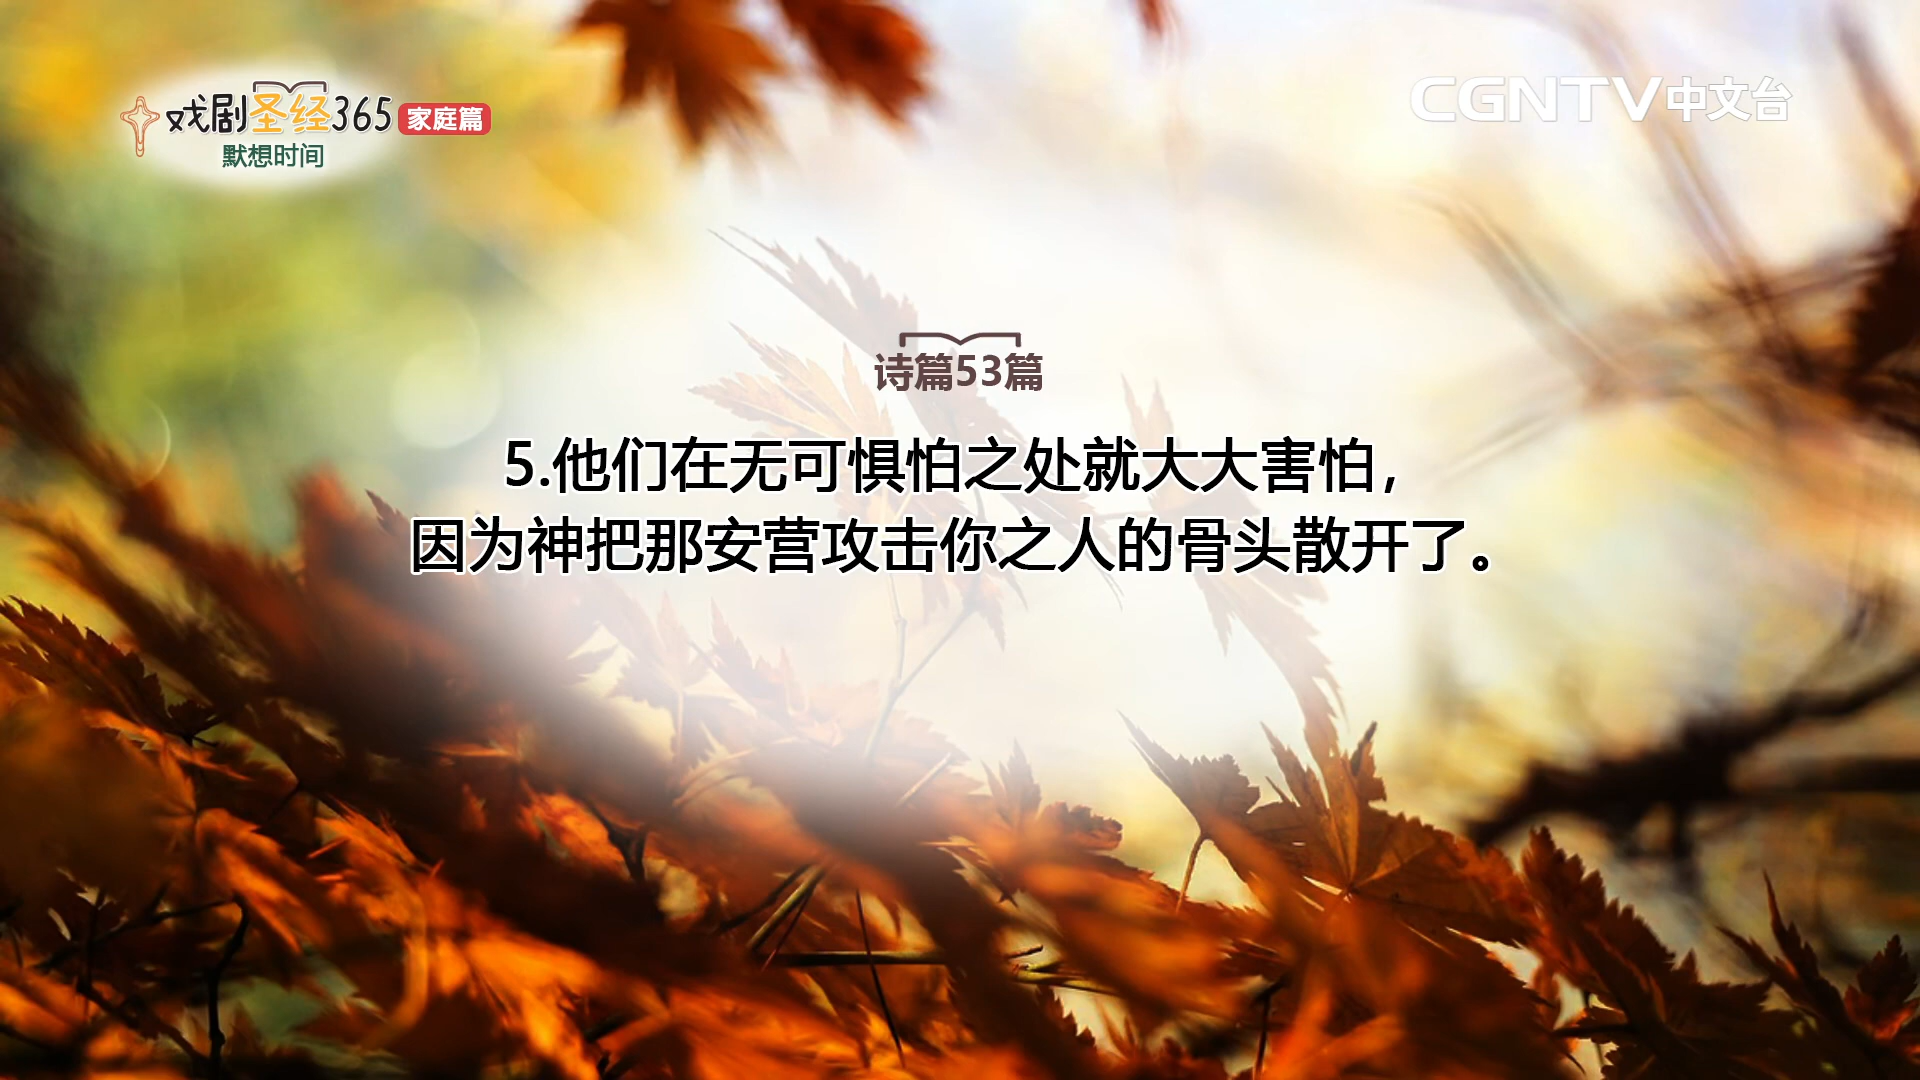 戏剧圣经365 家庭篇
默想时间
CGNTV中文台
诗篇53篇
5.他们在无可惧怕之处就大大害怕，
因为神把那安营攻击你之人的骨头散开了。